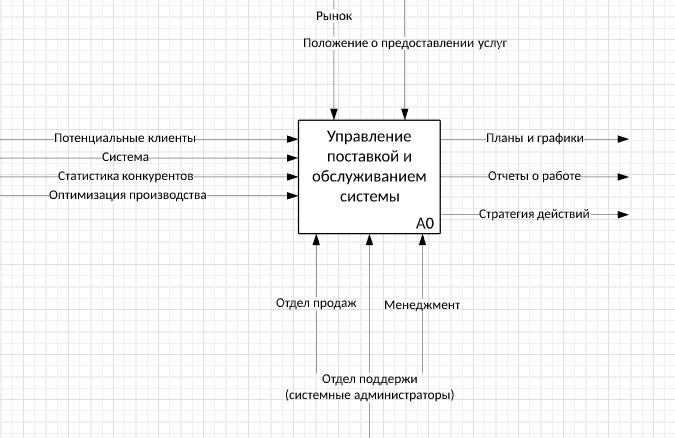 Рынок
Положение о предоставлении услуг
Потенциальные клиенты
Система
Статистика конкурентов
Оптимизация производства
Управление
поставкой и
обслуживанием
системы
A0
Планы и графики
Отчеты о работе
Стратегия действий
Отдел продаж
Менеджмент
Отдел поддержи
(системные администраторы)